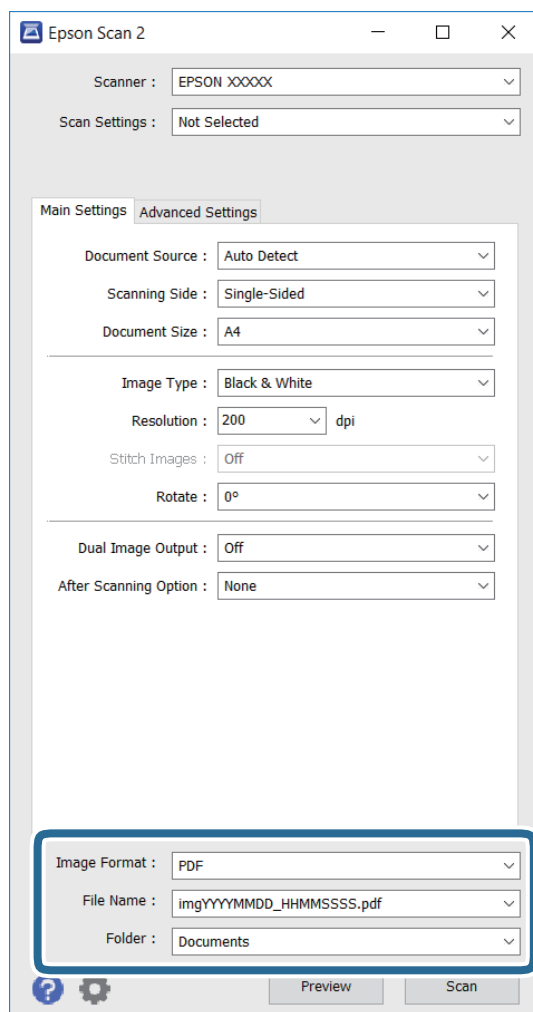 Epson Scan 2
Scanner : EPSON XXXXX
Scan Settings : Not Selected
Main Settings Advanced Settings
Document Source : Auto Detect
Scanning Side : Single-Sided
Document Size : A4
Image Type : Black & White
Resolution : 200 dpi
Stitch Images : Off
Rotate : 0°
Dual Image Output : Off
After Scanning Option : None
Image Format : PDF
File Name : imgYYYYMMDD_HHMMSSSS.pdf
Folder : Documents
? Preview Scan